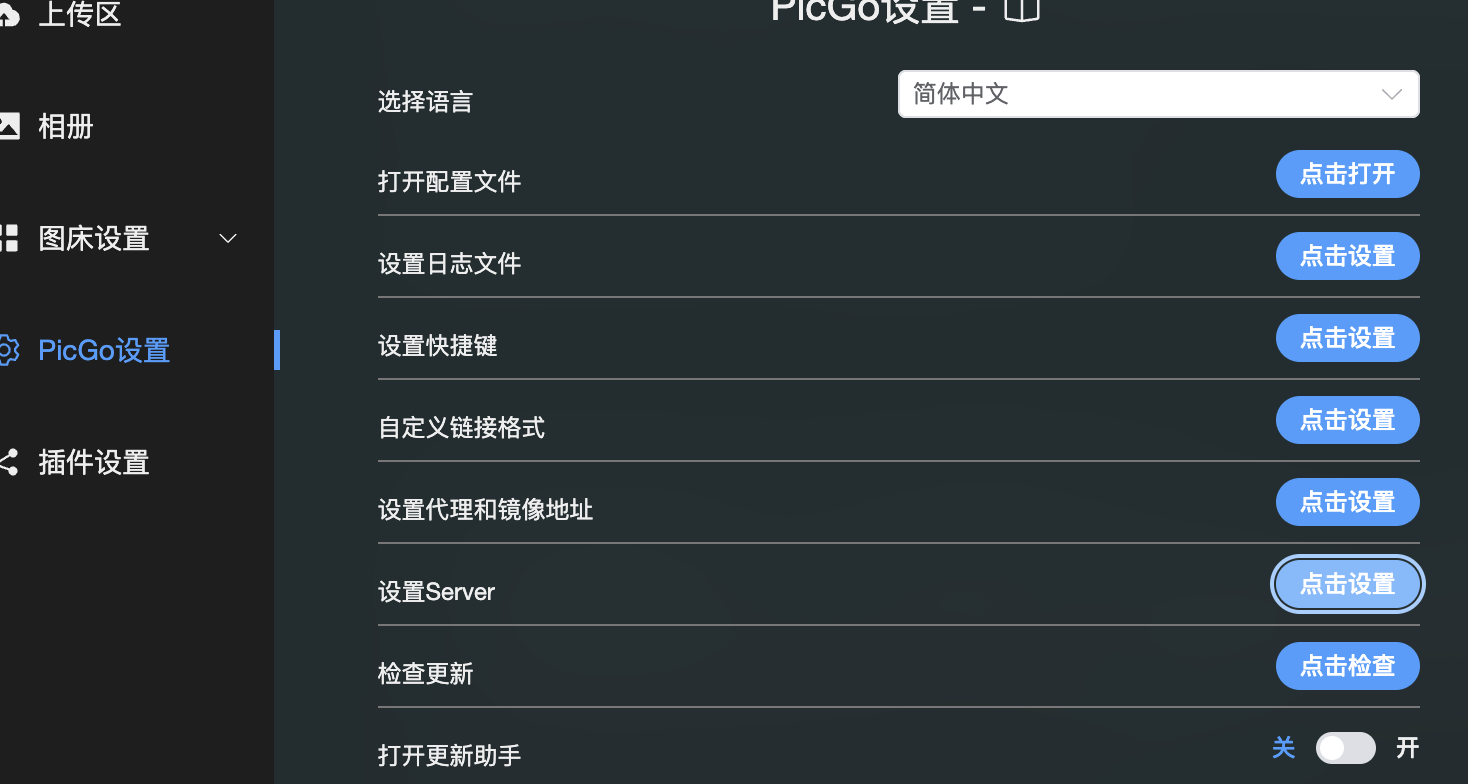 上传区
相册
图床设置
PicGo设置
插件设置
PicGo设置 -
选择语言
简体中文
打开配置文件
点击打开
设置日志文件
点击设置
设置快捷键
点击设置
自定义链接格式
点击设置
设置代理和镜像地址
点击设置
设置Server
点击设置
检查更新
点击检查
打开更新助手
关
开